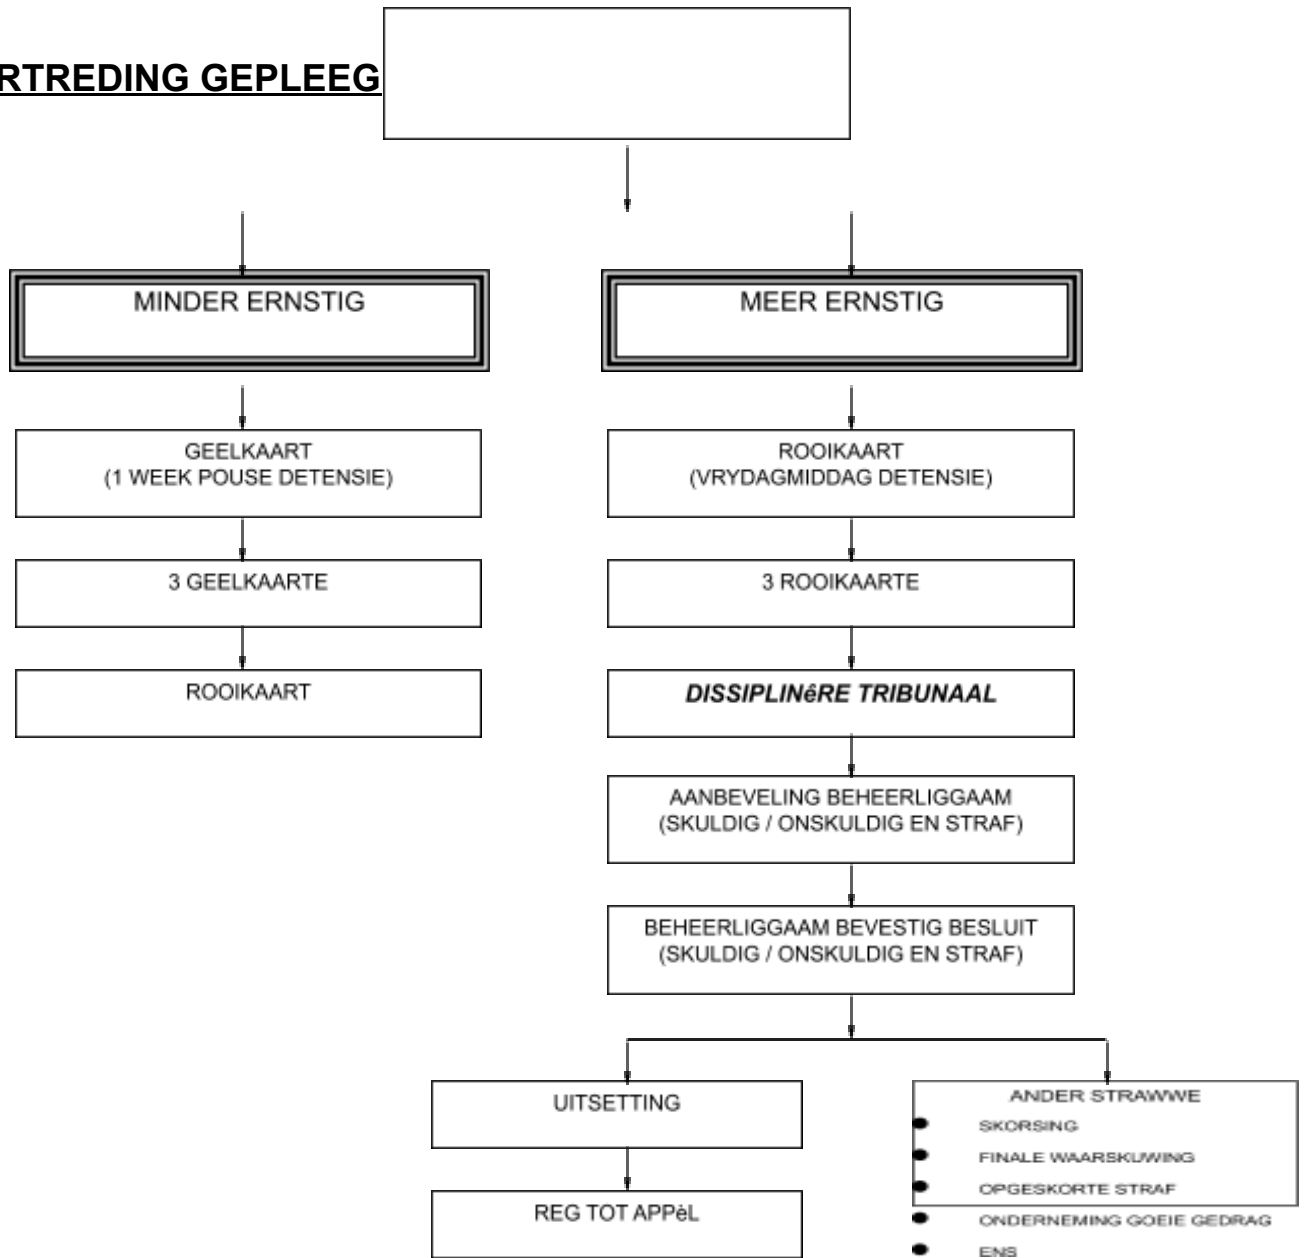 RTREDING GEPLEEG
MINDER ERNSTIG
MEER ERNSTIG
GEELKAART
(1 WEEK POUSE DETENSIE)
ROOIKAART
(VRYDAGMIDDAG DETENSIE)
3 GEELKAARTE
3 ROOIKAARTE
ROOIKAART
DISSIPLINêRE TRIBUNAAL
AANBEVELING BEHEERLIGGAAM
(SKULDIG / ONSKULDIG EN STRAF)
BEHEERLIGGAAM BEVESTIG BESLUIT
(SKULDIG / ONSKULDIG EN STRAF)
UITSETTING
REG TOT APPèL
ANDER STRAWWE
● SKORSING
● FINALE WAARSKUWING
● OPGESKORTE STRAF
● ONDERNEMING GOEIE GEDRAG
● ENS